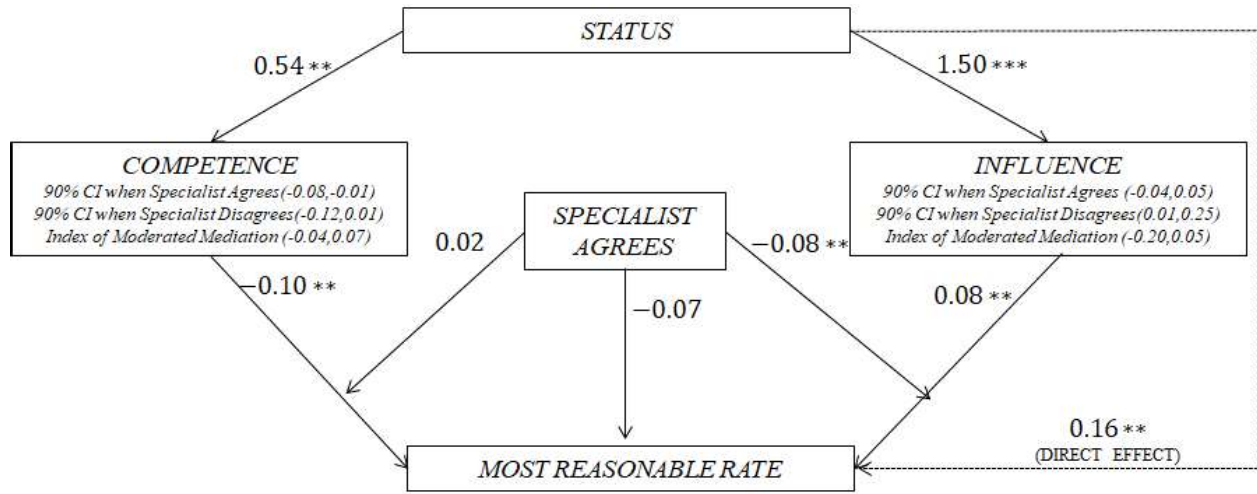 STATUS
0.54 **
1.50 ***
COMPETENCE
90% CI when Specialist Agrees(-0.08,-0.01)
90% CI when Specialist Disagrees(-0.12,0.01)
Index of Moderated Mediation (-0.04,0.07)
INFLUENCE
90% CI when Specialist Agrees (-0.04,0.05)
90% CI when Specialist Disagrees(0.01,0.25)
Index of Moderated Mediation (-0.20,0.05)
SPECIALIST
AGREES
0.02
−0.08 **
−0.10 **
−0.07
0.08 **
0.16 **
(DIRECT EFFECT)
MOST REASONABLE RATE